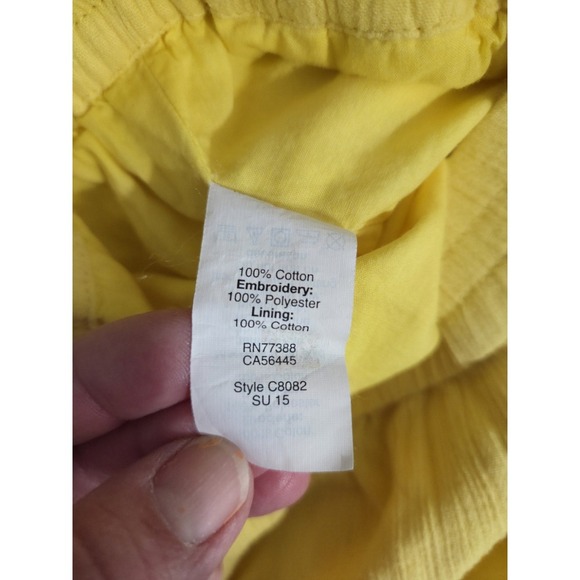 100% Cotton
Embroidery:
100% Polyester
Lining:
100% Cotton
RN77388
CA56445
Style C8082
SU 15